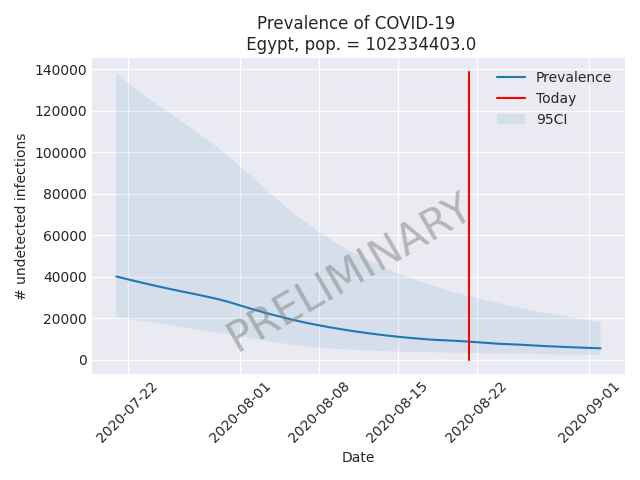 Prevalence of COVID-19
Egypt, pop. = 102334403.0
140000
120000
100000
80000
60000
40000
20000
0
# undetected infections
Prevalence
Today
95CI
PRELIMINARY
2020-07-22
2020-08-01
2020-08-08
2020-08-15
2020-08-22
2020-09-01
Date